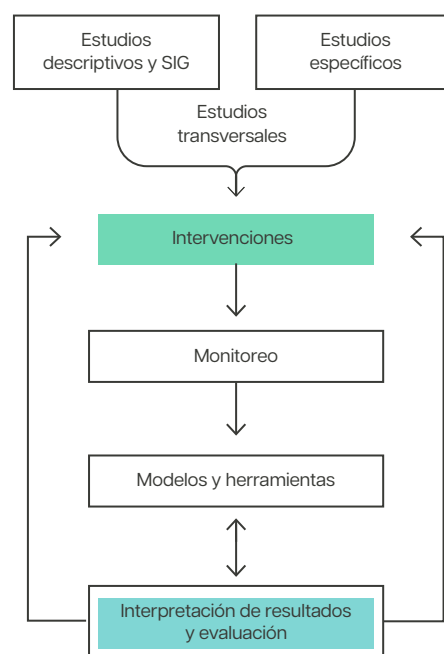 Estudios
descriptivos y SIG
Estudios
específicos
Estudios
transversales
Intervenciones
Monitoreo
Modelos y herramientas
Interpretación de resultados
y evaluación